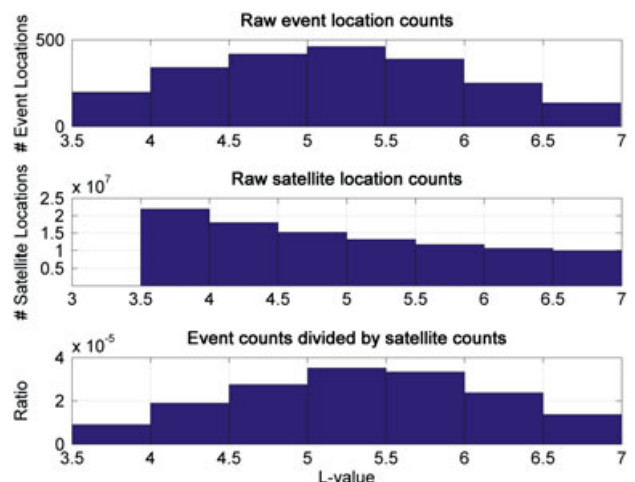 Raw event location counts
# Event Locations
500
0
3.5 4 4.5 5 5.5 6 6.5 7
Raw satellite location counts
# Satellite Locations
x 10^7
2.5
2
1.5
1
0.5
3 3.5 4 4.5 5 5.5 6 6.5 7
Event counts divided by satellite counts
Ratio
x 10^-5
4
2
0
3.5 4 4.5 5 5.5 6 6.5 7
L-value